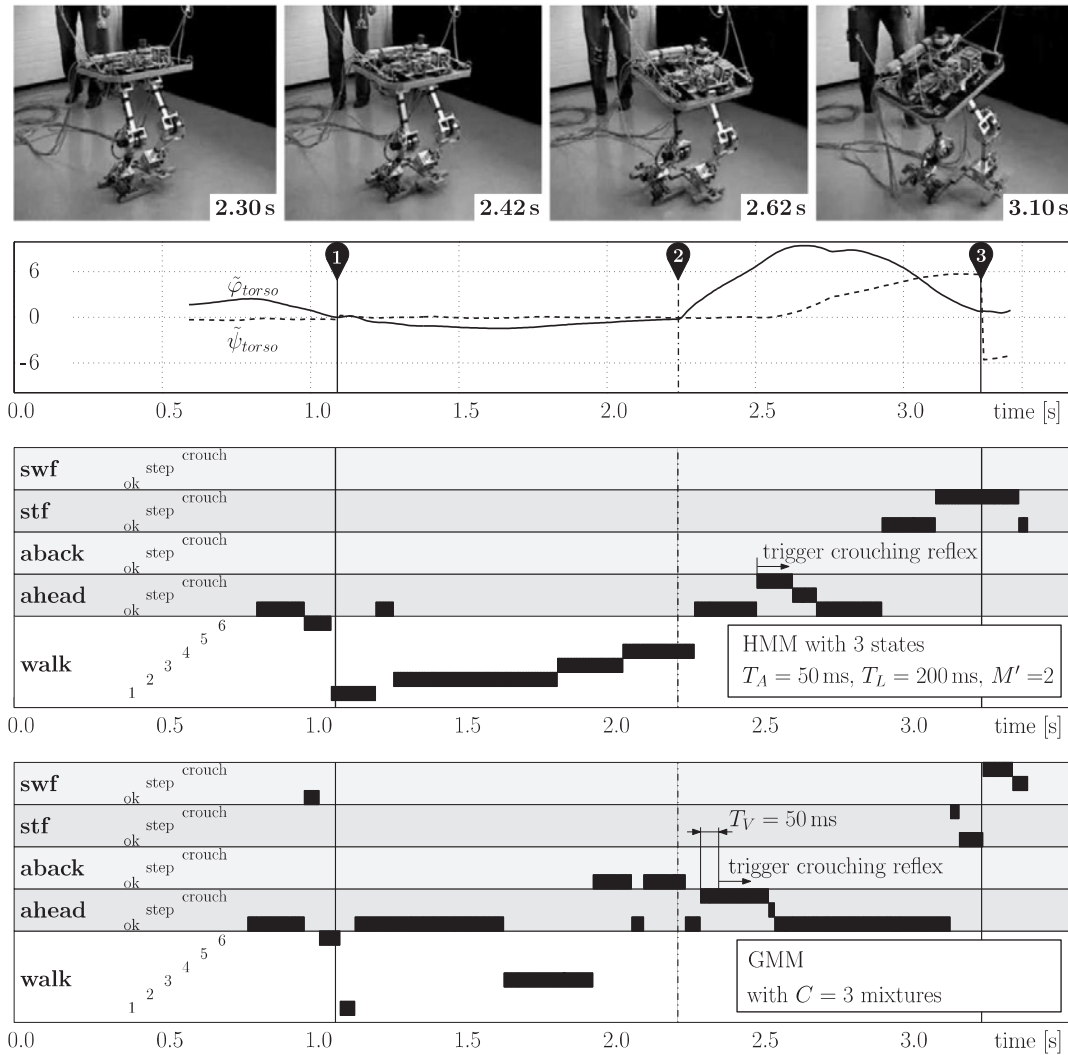 2.30 s 2.42 s 2.62 s 3.10 s
1 2 3
6
φ̃torso
0
ψ̃torso
-6
0.0 0.5 1.0 1.5 2.0 2.5 3.0 time [s]
swf ok step crouch
stf ok step crouch
aback ok step crouch
trigger crouching reflex
ahead ok step crouch
walk 1 2 3 4 5 6
HMM with 3 states
T_A = 50 ms, T_L = 200 ms, M′ =2
0.0 0.5 1.0 1.5 2.0 2.5 3.0 time [s]
swf ok step crouch
stf ok step crouch
T_V = 50 ms
aback ok step crouch
trigger crouching reflex
ahead ok step crouch
walk 1 2 3 4 5 6
GMM
with C = 3 mixtures
0.0 0.5 1.0 1.5 2.0 2.5 3.0 time [s]